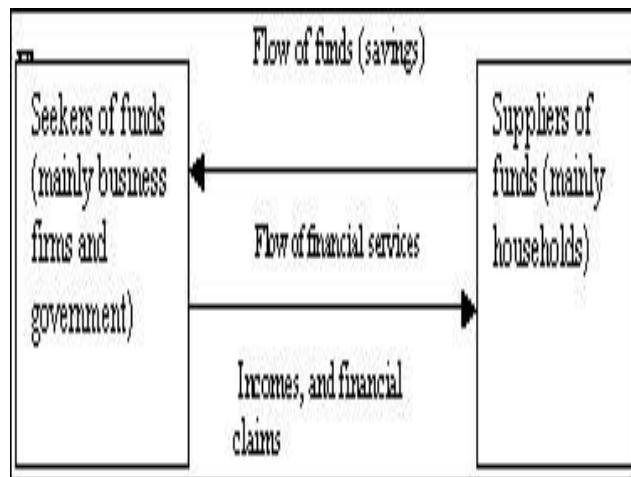 Flow of funds (savings)
Seekers of funds
(mainly business
firms and
government)
Suppliers of
funds (mainly
households)
Flow of financial services
Incomes, and financial
claims